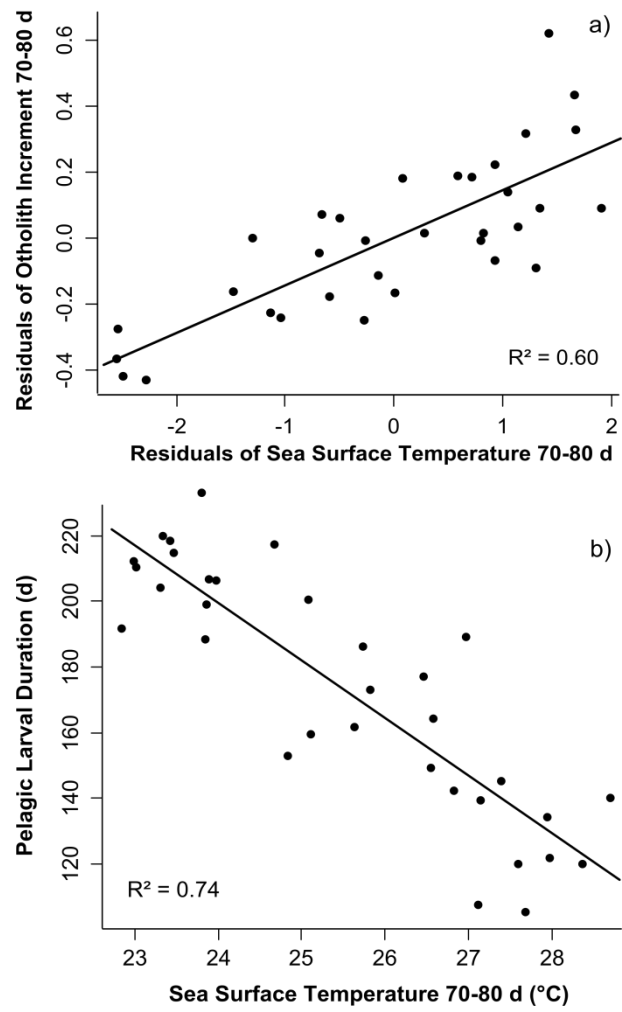 a)
0.6
0.4
0.2
0.0
-0.2
-0.4
Residuals of Otholith Increment 70-80 d
R² = 0.60
-2 -1 0 1 2
Residuals of Sea Surface Temperature 70-80 d
b)
220
200
180
160
140
120
Pelagic Larval Duration (d)
R² = 0.74
23 24 25 26 27 28
Sea Surface Temperature 70-80 d (°C)